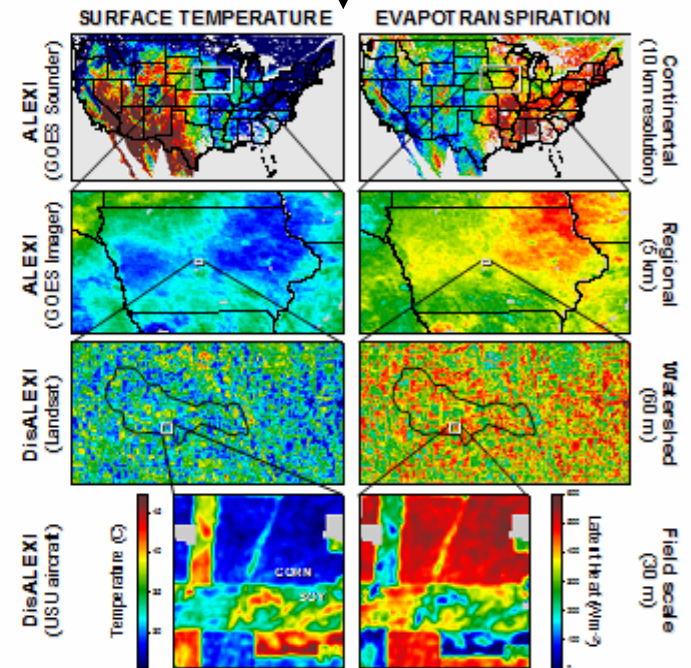 SURFACE TEMPERATURE
EVAPOTRANSPIRATION
ALEXI
(GOES Sounder)
Continental
(10 km resolution)
ALEXI
(GOES Imager)
Regional
(5 km)
DisALEXI
(Landsat)
Watershed
(60 m)
DisALEXI
(USU aircraft)
Temperature (C)
CORN
SOY
Latent Heat (Wm-2)
Field scale
(30 m)